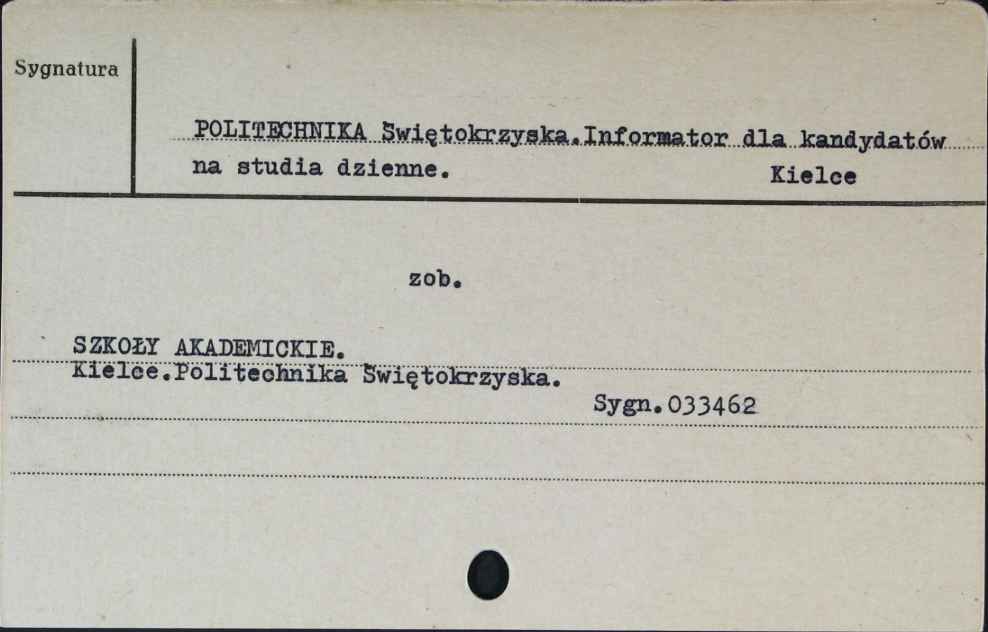 Sygnatura
POLITECHNIKA Świętokrzyska.Informator dla kandydatów
na studia dzienne. Kielce
zob.
SZKOŁY AKADEMICKIE.
Kielce.Politechnika Świętokrzyska.
Sygn.033462